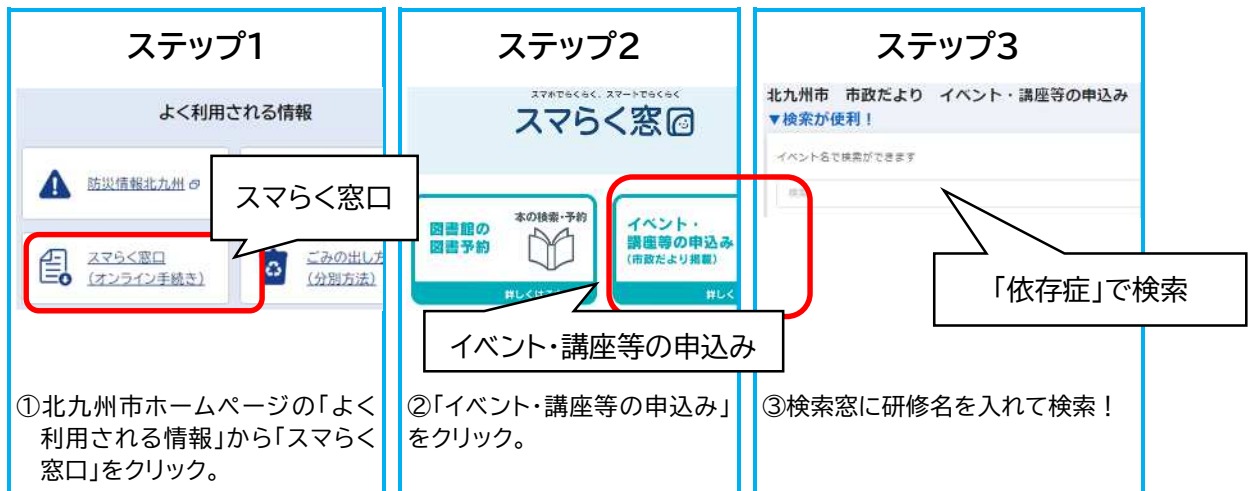 ステップ1
よく利用される情報
防災情報北九州
スマらく窓口
スマらく窓口
(オンライン手続き)
ごみの出し方
(分別方法)
①北九州市ホームページの「よく
利用される情報」から「スマらく
窓口」をクリック。
ステップ2
スマホでらくらく、スマートでらくらく
スマらく窓口
図書館の
図書予約
本の検索・予約
イベント・
講座等の申込み
(市政だより掲載)
詳しく
イベント・講座等の申込み
②「イベント・講座等の申込み」
をクリック。
ステップ3
北九州市 市政だより イベント・講座等の申込み
▼検索が便利！
イベント名で検索ができます
「依存症」で検索
③検索窓に研修名を入れて検索！